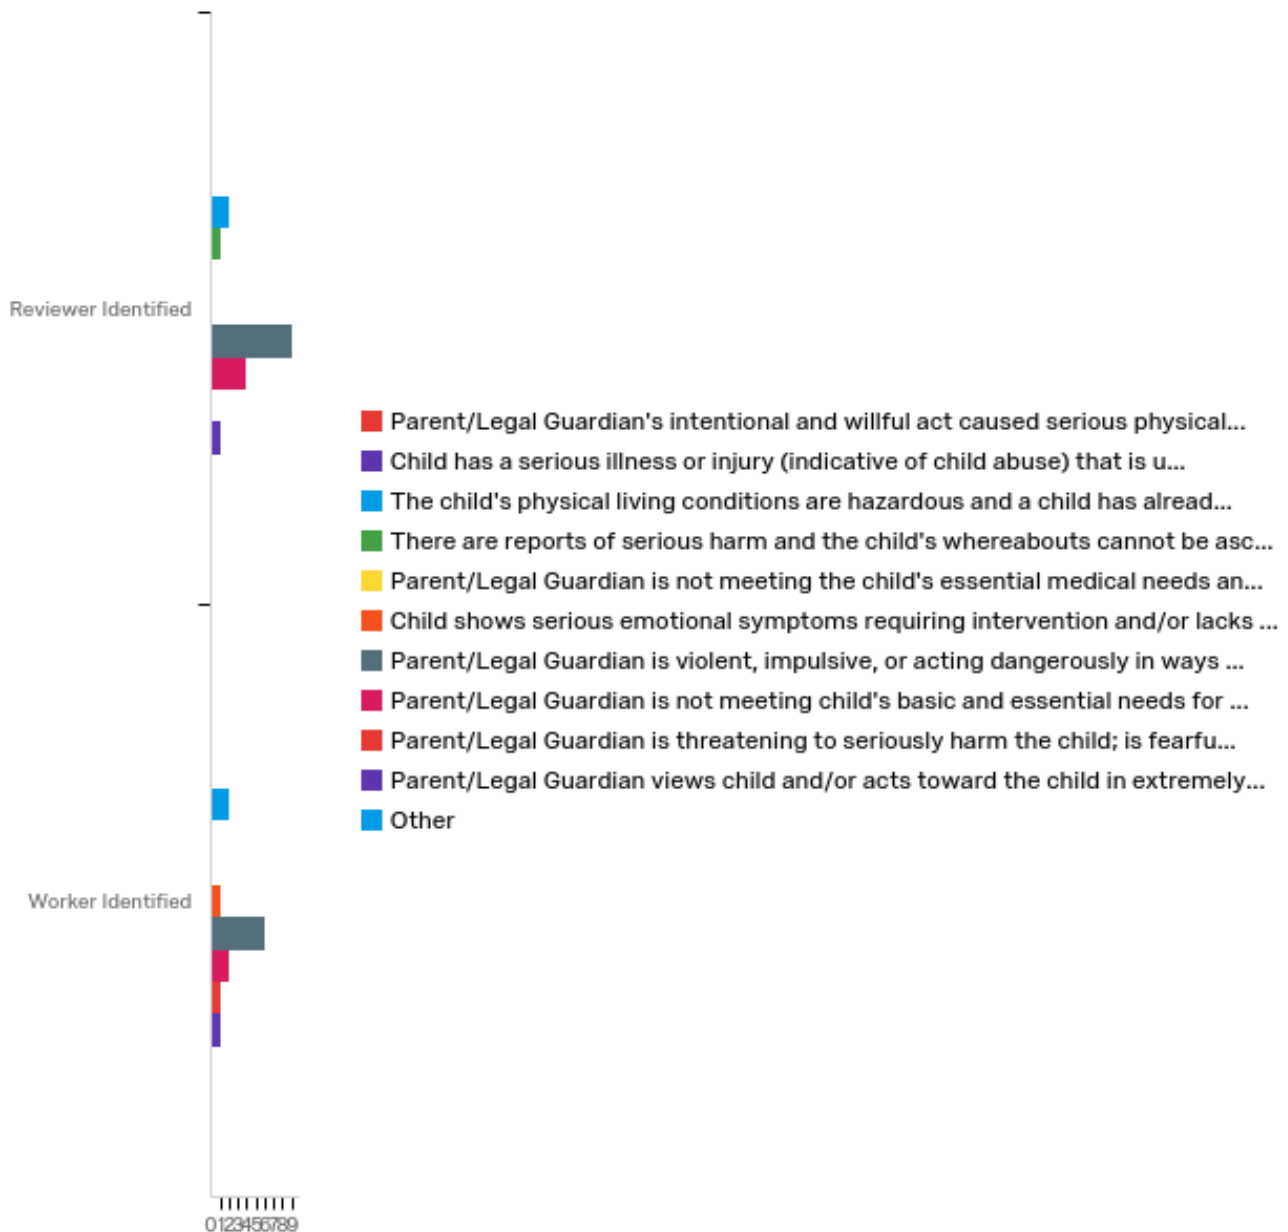 Reviewer Identified
Parent/Legal Guardian's intentional and willful act caused serious physical...
Child has a serious illness or injury (indicative of child abuse) that is u...
The child's physical living conditions are hazardous and a child has alread...
There are reports of serious harm and the child's whereabouts cannot be asc...
Parent/Legal Guardian is not meeting the child's essential medical needs an...
Child shows serious emotional symptoms requiring intervention and/or lacks ...
Parent/Legal Guardian is violent, impulsive, or acting dangerously in ways ...
Parent/Legal Guardian is not meeting child's basic and essential needs for ...
Parent/Legal Guardian is threatening to seriously harm the child; is fearfu...
Parent/Legal Guardian views child and/or acts toward the child in extremely...
Other
Worker Identified
0123456789